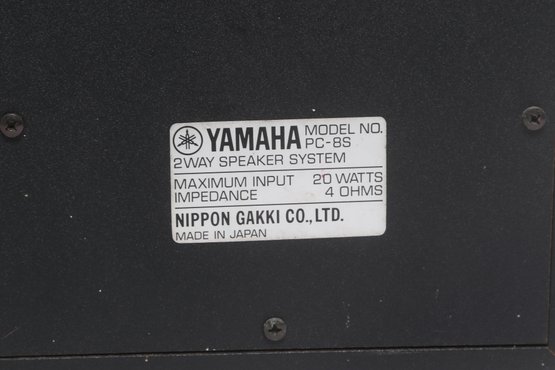 YAMAHA MODEL NO.
PC-8S
2WAY SPEAKER SYSTEM
MAXIMUM INPUT 20 WATTS
IMPEDANCE 4 OHMS
NIPPON GAKKI CO., LTD.
MADE IN JAPAN